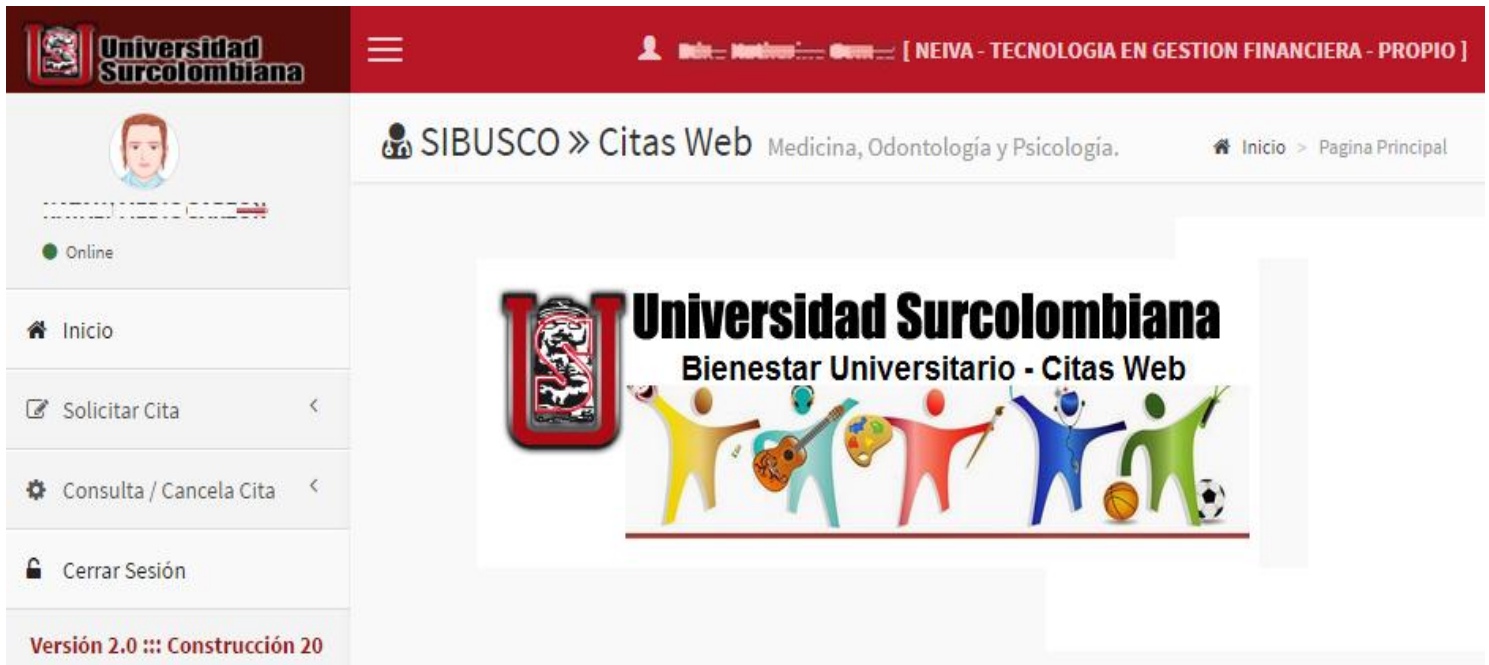 Universidad
Surcolombiana
[ NEIVA - TECNOLOGIA EN GESTION FINANCIERA - PROPIO ]
SIBUSCO » Citas Web Medicina, Odontología y Psicología.
Inicio > Pagina Principal
Online
Inicio
Solicitar Cita
Consulta / Cancela Cita
Cerrar Sesión
Versión 2.0 ::: Construcción 20
Universidad Surcolombiana
Bienestar Universitario - Citas Web